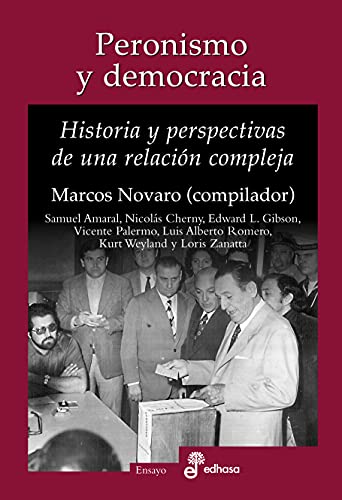 Peronismo
y democracia
Historia y perspectivas
de una relación compleja
Marcos Novaro (compilador)
Samuel Amaral, Nicolás Cherny, Edward L. Gibson,
Vicente Palermo, Luis Alberto Romero,
Kurt Weyland y Loris Zanatta
Ensayo
edhasa